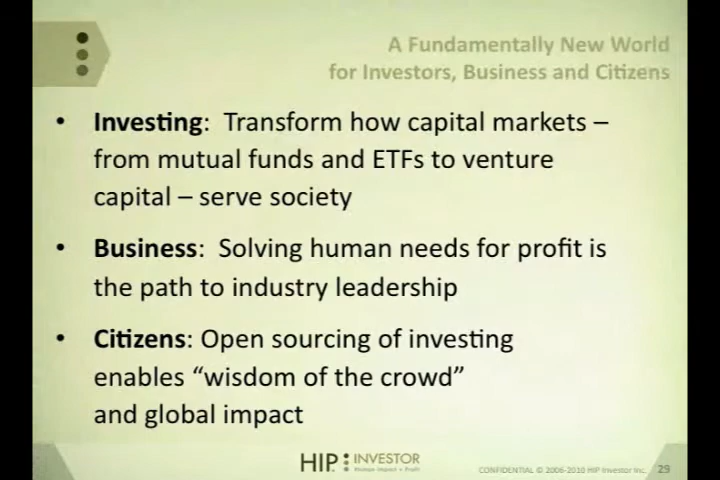 A Fundamentally New World
for Investors, Business and Citizens
• Investing: Transform how capital markets –
from mutual funds and ETFs to venture
capital – serve society
• Business: Solving human needs for profit is
the path to industry leadership
• Citizens: Open sourcing of investing
enables “wisdom of the crowd”
and global impact
HIP INVESTOR
Human Impact + Profit
CONFIDENTIAL © 2006-2010 HIP Investor Inc. 29